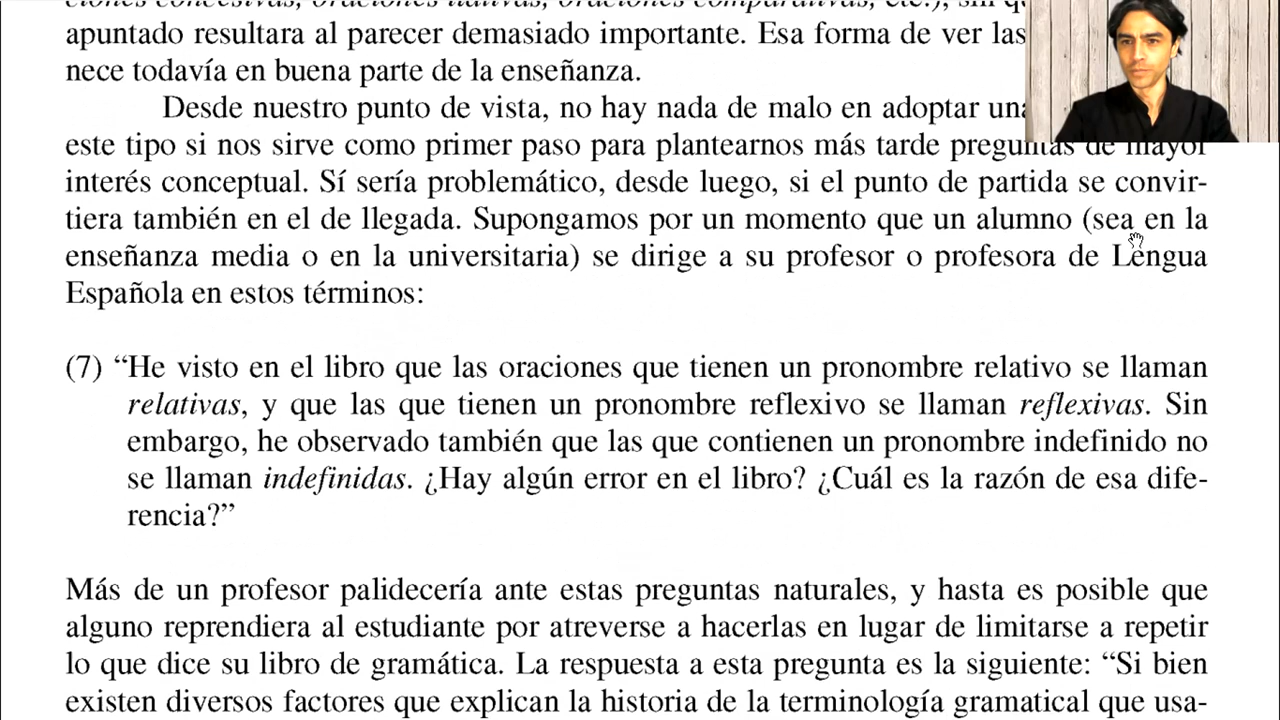 ciones concesivas, oraciones ilativas, oraciones comparativas, etc.), sin
apuntado resultara al parecer demasiado importante. Esa forma de ver las
nece todavía en buena parte de la enseñanza.
Desde nuestro punto de vista, no hay nada de malo en adoptar
este tipo si nos sirve como primer paso para plantearnos más tarde preguntas de mayor
interés conceptual. Sí sería problemático, desde luego, si el punto de partida se convir-
tiera también en el de llegada. Supongamos por un momento que un alumno (sea en la
enseñanza media o en la universitaria) se dirige a su profesor o profesora de Lengua
Española en estos términos:
(7) “He visto en el libro que las oraciones que tienen un pronombre relativo se llaman
relativas, y que las que tienen un pronombre reflexivo se llaman reflexivas. Sin
embargo, he observado también que las que contienen un pronombre indefinido no
se llaman indefinidas. ¿Hay algún error en el libro? ¿Cuál es la razón de esa dife-
rencia?”
Más de un profesor palidecería ante estas preguntas naturales, y hasta es posible que
alguno reprendiera al estudiante por atreverse a hacerlas en lugar de limitarse a repetir
lo que dice su libro de gramática. La respuesta a esta pregunta es la siguiente: “Si bien
existen diversos factores que explican la historia de la terminología gramatical que usa-